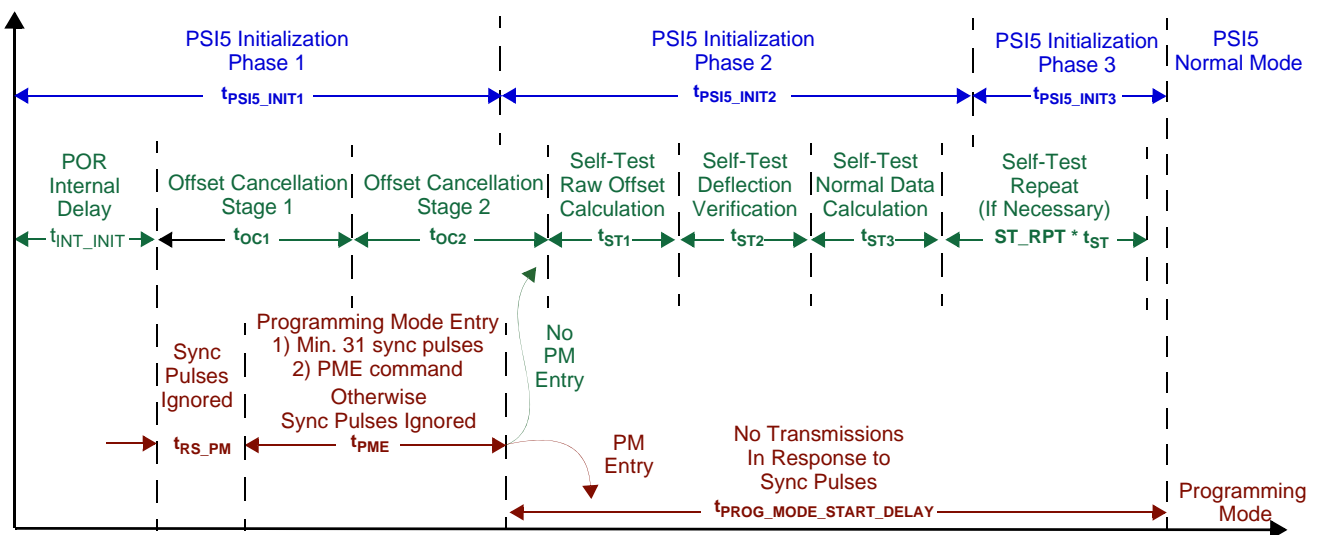 PSI5 Initialization
Phase 1
tPSI5_INIT1
PSI5 Initialization
Phase 2
tPSI5_INIT2
PSI5 Initialization
Phase 3
tPSI5_INIT3
PSI5
Normal Mode
POR
Internal
Delay
tINT_INIT
Offset Cancellation
Stage 1
tOC1
Offset Cancellation
Stage 2
tOC2
Self-Test
Raw Offset
Calculation
tST1
Self-Test
Deflection
Verification
tST2
Self-Test
Normal Data
Calculation
tST3
Self-Test
Repeat
(If Necessary)
ST_RPT * tST
Sync
Pulses
Ignored
tRS_PM
Programming Mode Entry
1) Min. 31 sync pulses
2) PME command
Otherwise
Sync Pulses Ignored
tPME
No
PM
Entry
PM
Entry
No Transmissions
In Response to
Sync Pulses
tPROG_MODE_START_DELAY
Programming
Mode